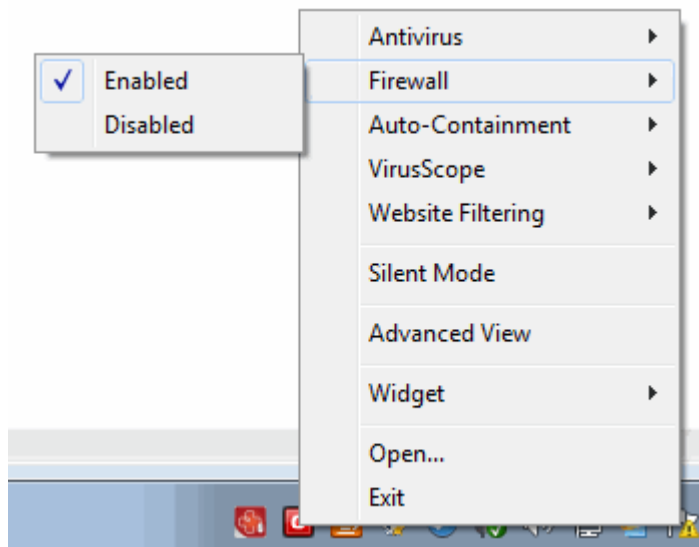 Antivirus
Firewall
Enabled
Disabled
Auto-Containment
VirusScope
Website Filtering
Silent Mode
Advanced View
Widget
Open...
Exit